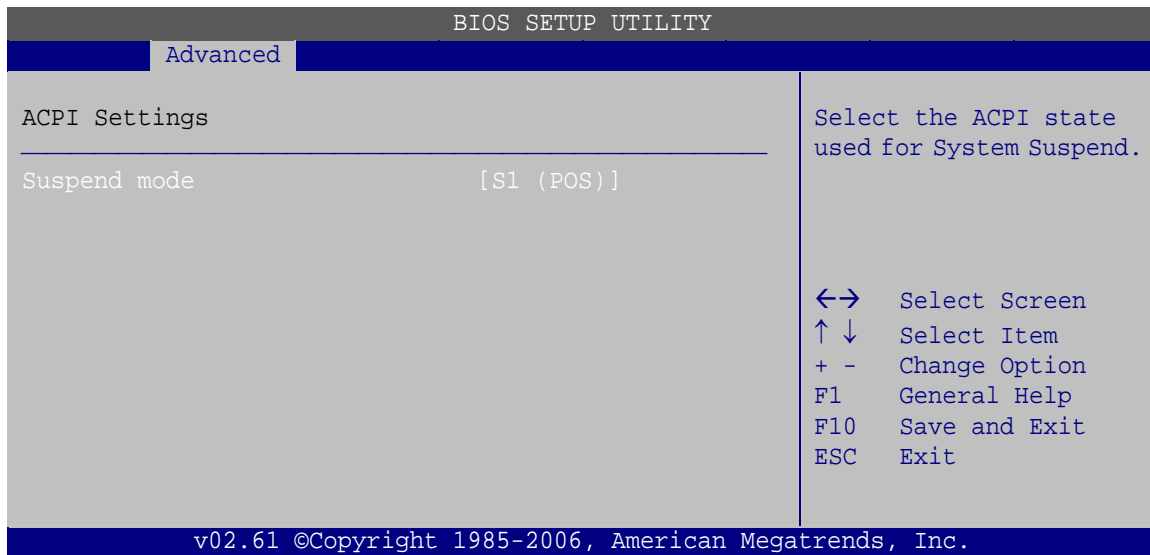 BIOS SETUP UTILITY
Advanced
ACPI Settings
Suspend mode [S1 (POS)]
Select the ACPI state
used for System Suspend.
←→ Select Screen
↑ ↓ Select Item
+ - Change Option
F1 General Help
F10 Save and Exit
ESC Exit
v02.61 ©Copyright 1985-2006, American Megatrends, Inc.